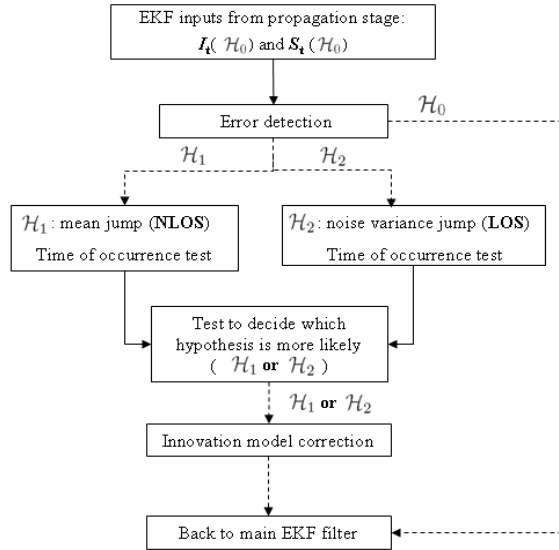 EKF inputs from propagation stage:
I_t( ℋ_0) and S_t (ℋ_0)
Error detection
ℋ_0
ℋ_1
ℋ_2
ℋ_1 : mean jump (NLOS)
Time of occurrence test
ℋ_2: noise variance jump (LOS)
Time of occurrence test
Test to decide which
hypothesis is more likely
( ℋ_1 or ℋ_2 )
ℋ_1 or ℋ_2
Innovation model correction
Back to main EKF filter